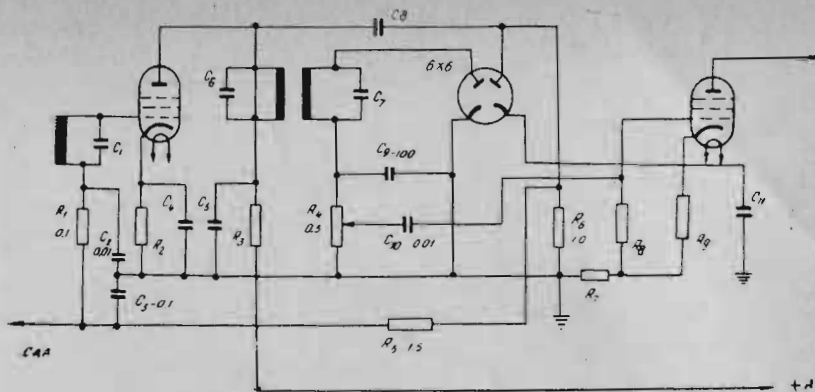 C8
6X6
C6
C7
C1
C9-100
R1
0.1
C2
0,01
R2
C4
C5
R3
R4
0.5
C10 0.01
R6
1.0
R8
R9
C11
C3-0.1
R7
CAA
R5 1.5